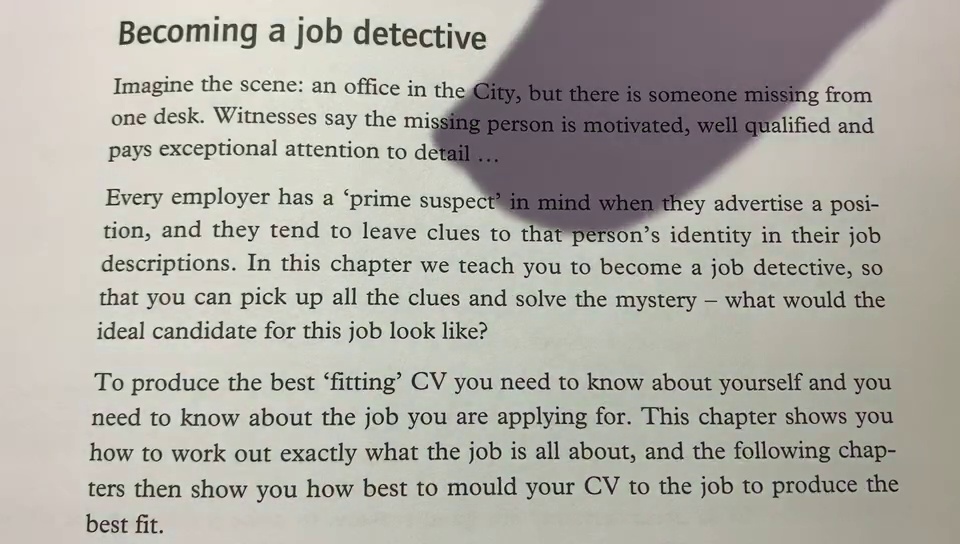 Becoming a job detective
Imagine the scene: an office in the City, but there is someone missing from
one desk. Witnesses say the missing person is motivated, well qualified and
pays exceptional attention to detail …
Every employer has a ‘prime suspect’ in mind when they advertise a posi-
tion, and they tend to leave clues to that person’s identity in their job
descriptions. In this chapter we teach you to become a job detective, so
that you can pick up all the clues and solve the mystery – what would the
ideal candidate for this job look like?
To produce the best ‘fitting’ CV you need to know about yourself and you
need to know about the job you are applying for. This chapter shows you
how to work out exactly what the job is all about, and the following chap-
ters then show you how best to mould your CV to the job to produce the
best fit.